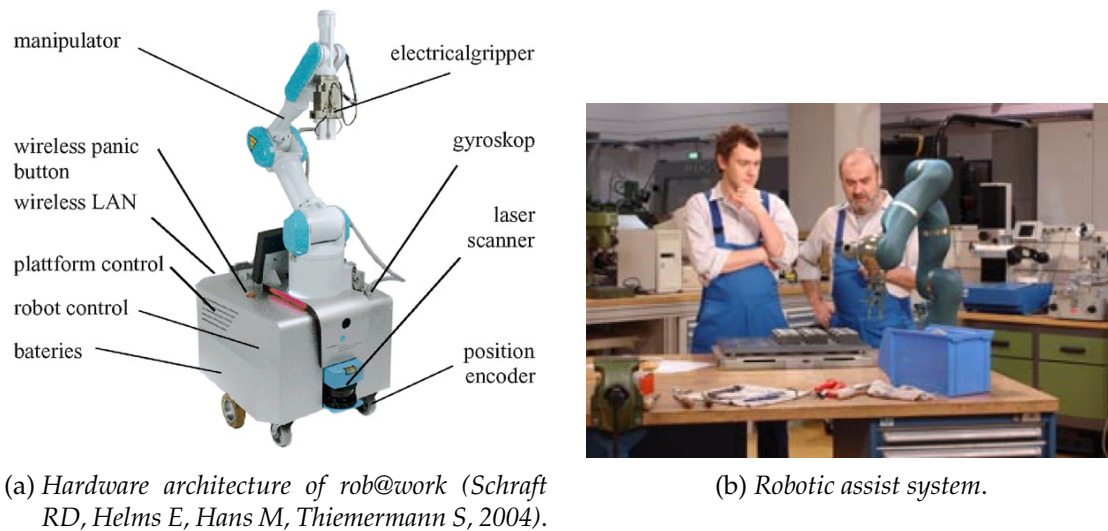 manipulator
electricalgripper
wireless panic
button
gyroskop
wireless LAN
laser
scanner
plattform control
robot control
bateries
position
encoder
(a) Hardware architecture of rob@work (Schraft
RD, Helms E, Hans M, Thiemermann S, 2004).
(b) Robotic assist system.